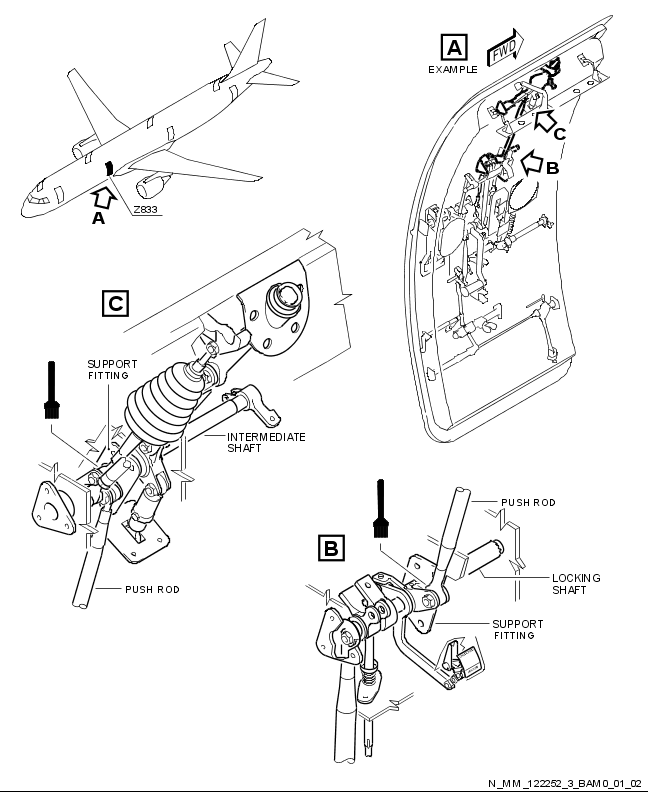 A
EXAMPLE
FWD
C
B
A
Z833
C
SUPPORT
FITTING
INTERMEDIATE
SHAFT
PUSH ROD
B
PUSH ROD
LOCKING
SHAFT
SUPPORT
FITTING
N_MM_122252_3_BAM0_01_02